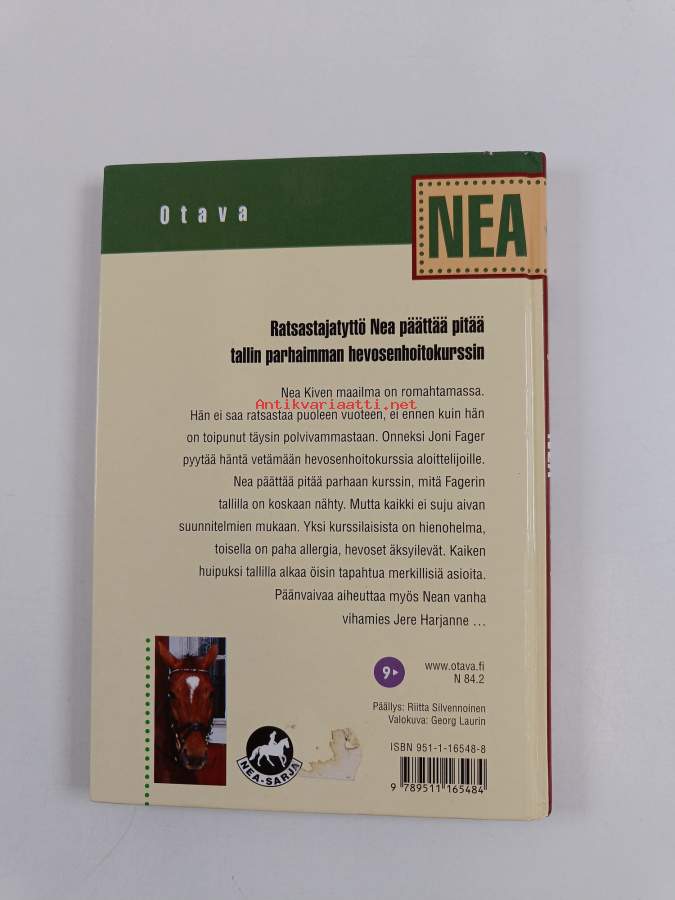 Otava
NEA
Ratsastajatyttö Nea päättää pitää
tallin parhaimman hevosenhoitokurssin
Nea Kiven maailma on romahtamassa.
Antikvariaatti.net
Hän ei saa ratsastaa puoleen vuoteen, ei ennen kuin hän
on toipunut täysin polvivammastaan. Onneksi Joni Fager
pyytää häntä vetämään hevosenhoitokurssia aloittelijoille.
Nea päättää pitää parhaan kurssin, mitä Fagerin
tallilla on koskaan nähty. Mutta kaikki ei suju aivan
suunnitelmien mukaan. Yksi kurssilaisista on hienohelma,
toisella on paha allergia, hevoset äksyilevät. Kaiken
huipuksi tallilla alkaa öisin tapahtua merkillisiä asioita.
Päänvaivaa aiheuttaa myös Nean vanha
vihamies Jere Harjanne ...
9
www.otava.fi
N 84.2
Päällys: Riitta Silvennoinen
Valokuva: Georg Laurin
NEA-SARJA
ISBN 951-1-16548-8
9 789511 165484